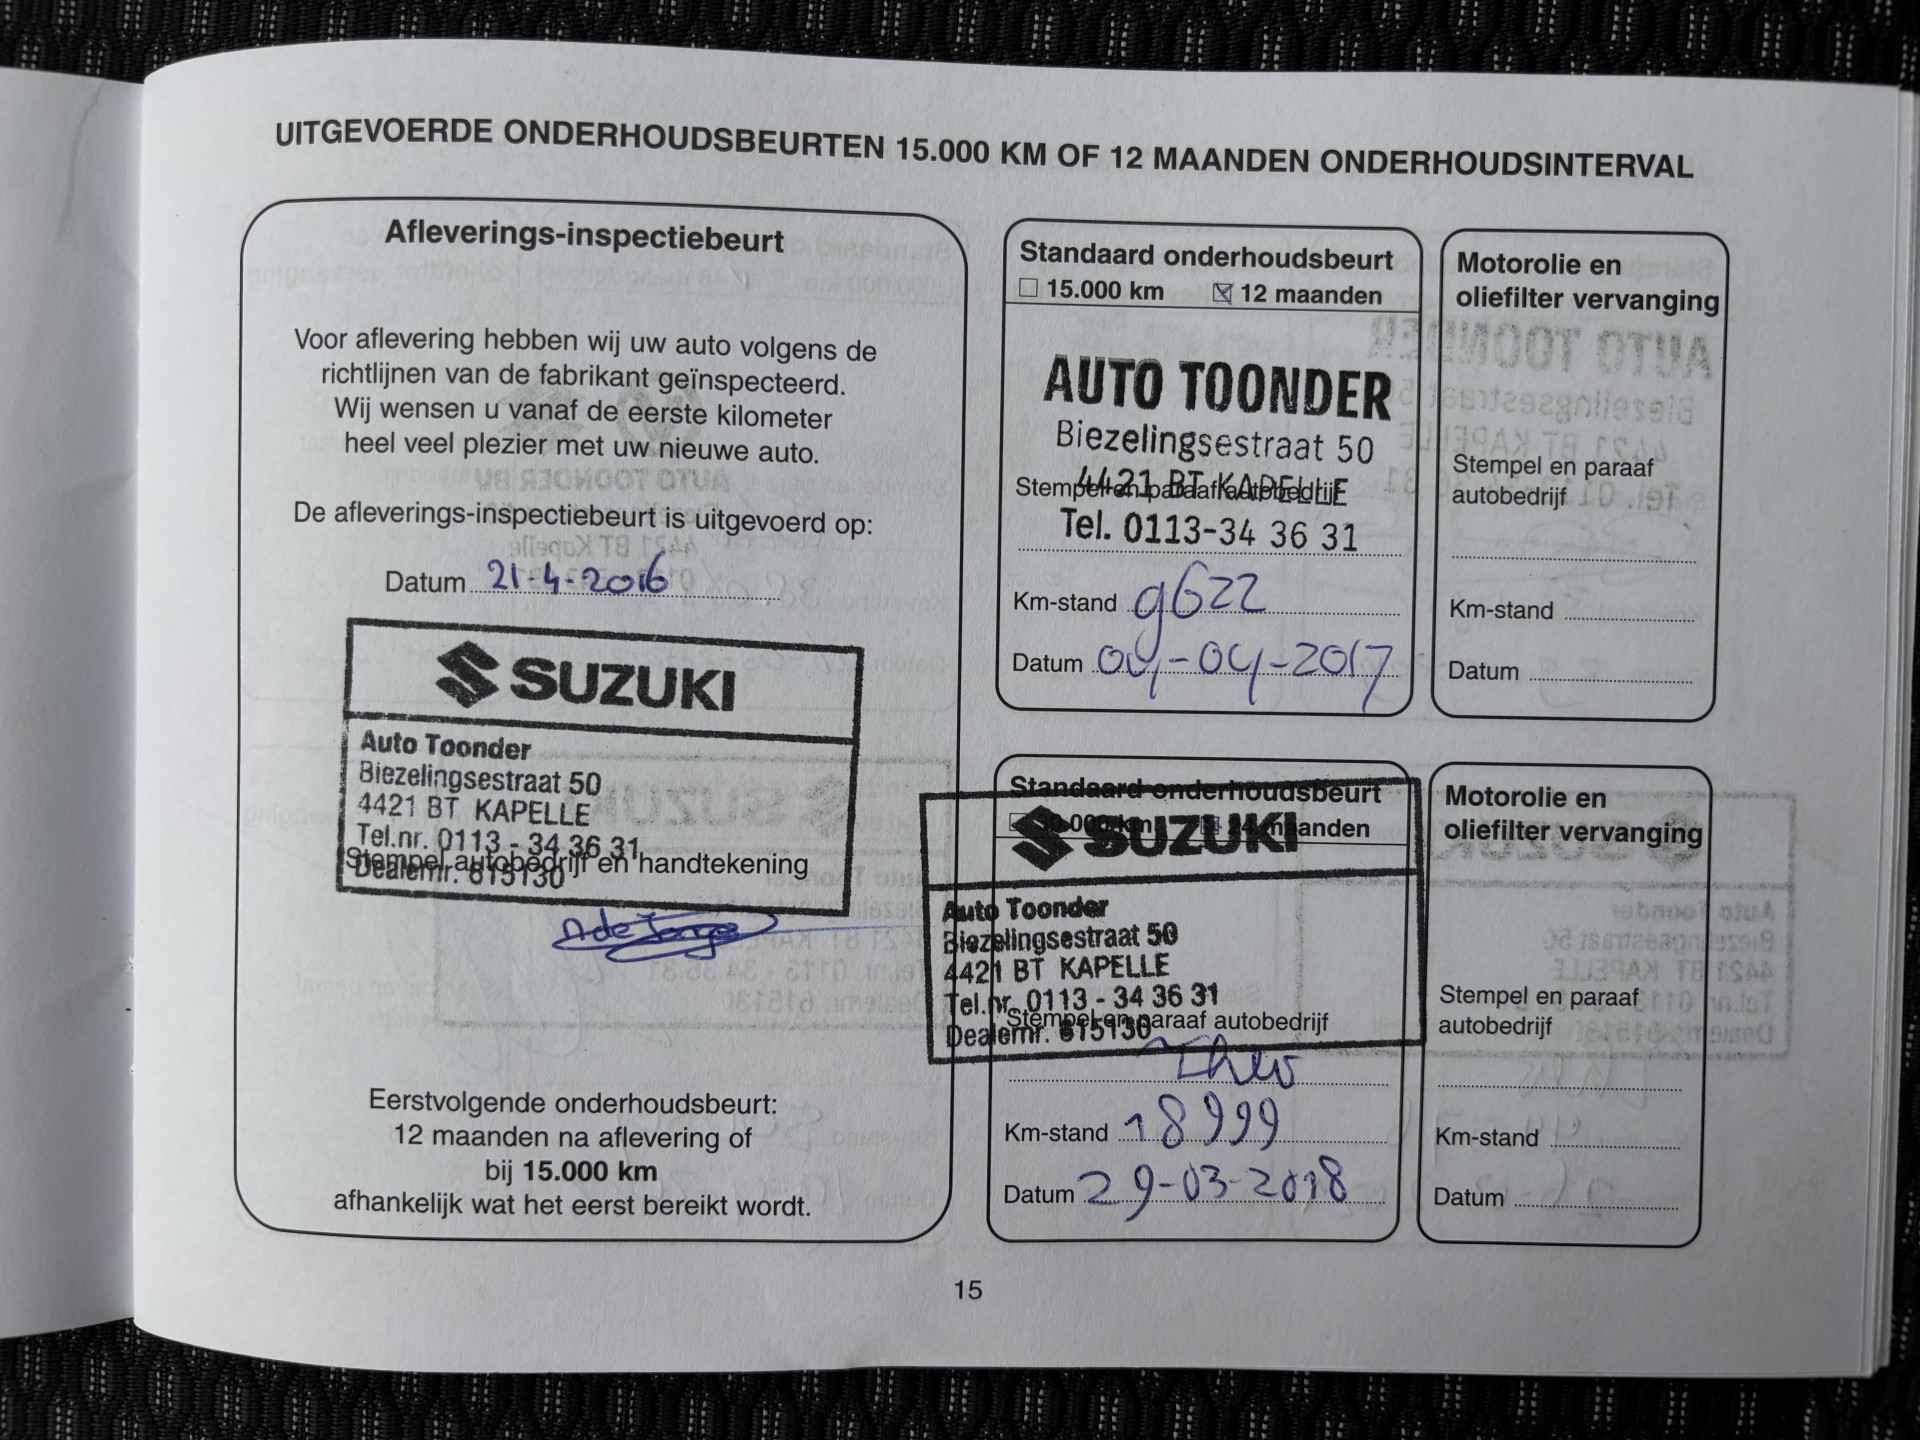 UITGEVOERDE ONDERHOUDSBEURTEN 15.000 KM OF 12 MAANDEN ONDERHOUDSINTERVAL
Afleverings-inspectiebeurt
Voor aflevering hebben wij uw auto volgens de
richtlijnen van de fabrikant geïnspecteerd.
Wij wensen u vanaf de eerste kilometer
heel veel plezier met uw nieuwe auto.
De afleverings-inspectiebeurt is uitgevoerd op:
Datum 21-4-2016
SUZUKI
Auto Toonder
Biezelingsestraat 50
4421 BT KAPELLE
Tel.nr. 0113 - 34 36 31
Stempel autobedrijf en handtekening
Dealernr. 615130
A de Jonge
Eerstvolgende onderhoudsbeurt:
12 maanden na aflevering of
bij 15.000 km
afhankelijk wat het eerst bereikt wordt.
Standaard onderhoudsbeurt
15.000 km 12 maanden
AUTO TOONDER
Biezelingsestraat 50
4421 BT KAPELLE
Stempel en paraaf autobedrijf
Tel. 0113-34 36 31
Km-stand 9622
Datum 04-04-2017
Motorolie en
oliefilter vervanging
Stempel en paraaf
autobedrijf
Km-stand
Datum
Standaard onderhoudsbeurt
maanden
SUZUKI
Auto Toonder
Biezelingsestraat 50
4421 BT KAPELLE
Tel.nr. 0113 - 34 36 31
Stempel en paraaf autobedrijf
Dealernr. 615130
Theo
Km-stand 18999
Datum 29-03-2018
Motorolie en
oliefilter vervanging
Stempel en paraaf
autobedrijf
Km-stand
Datum
15